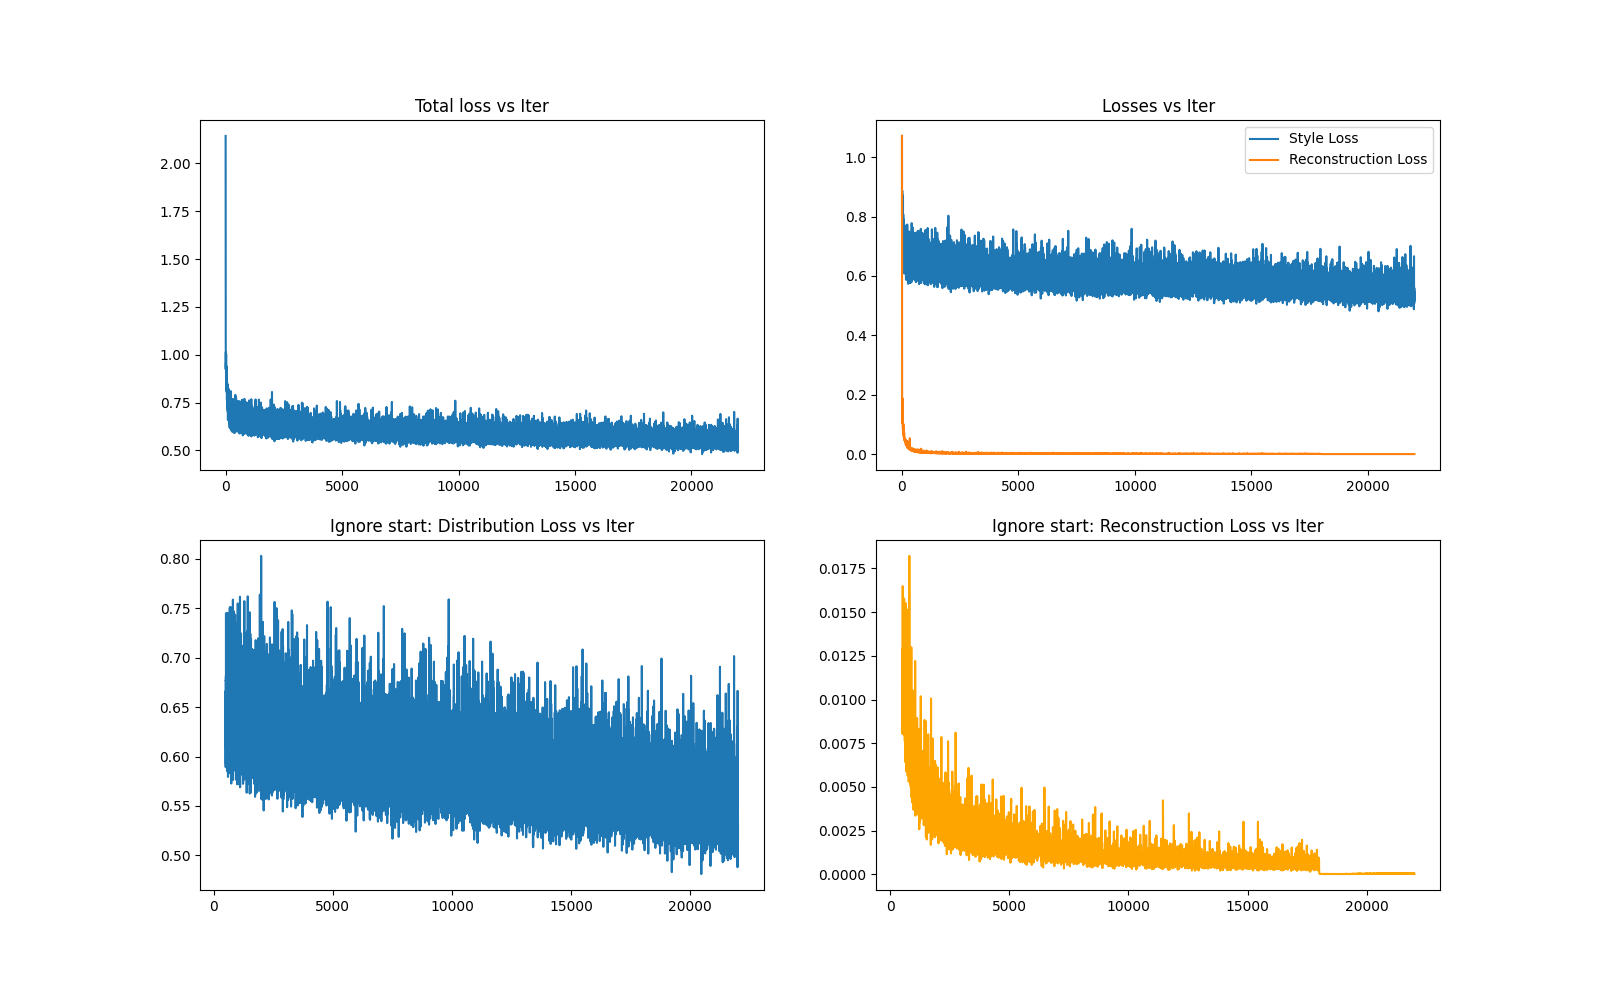 Total loss vs Iter
2.00
1.75
1.50
1.25
1.00
0.75
0.50
0 5000 10000 15000 20000
Losses vs Iter
Style Loss
Reconstruction Loss
1.0
0.8
0.6
0.4
0.2
0.0
0 5000 10000 15000 20000
Ignore start: Distribution Loss vs Iter
0.80
0.75
0.70
0.65
0.60
0.55
0.50
0 5000 10000 15000 20000
Ignore start: Reconstruction Loss vs Iter
0.0175
0.0150
0.0125
0.0100
0.0075
0.0050
0.0025
0.0000
0 5000 10000 15000 20000